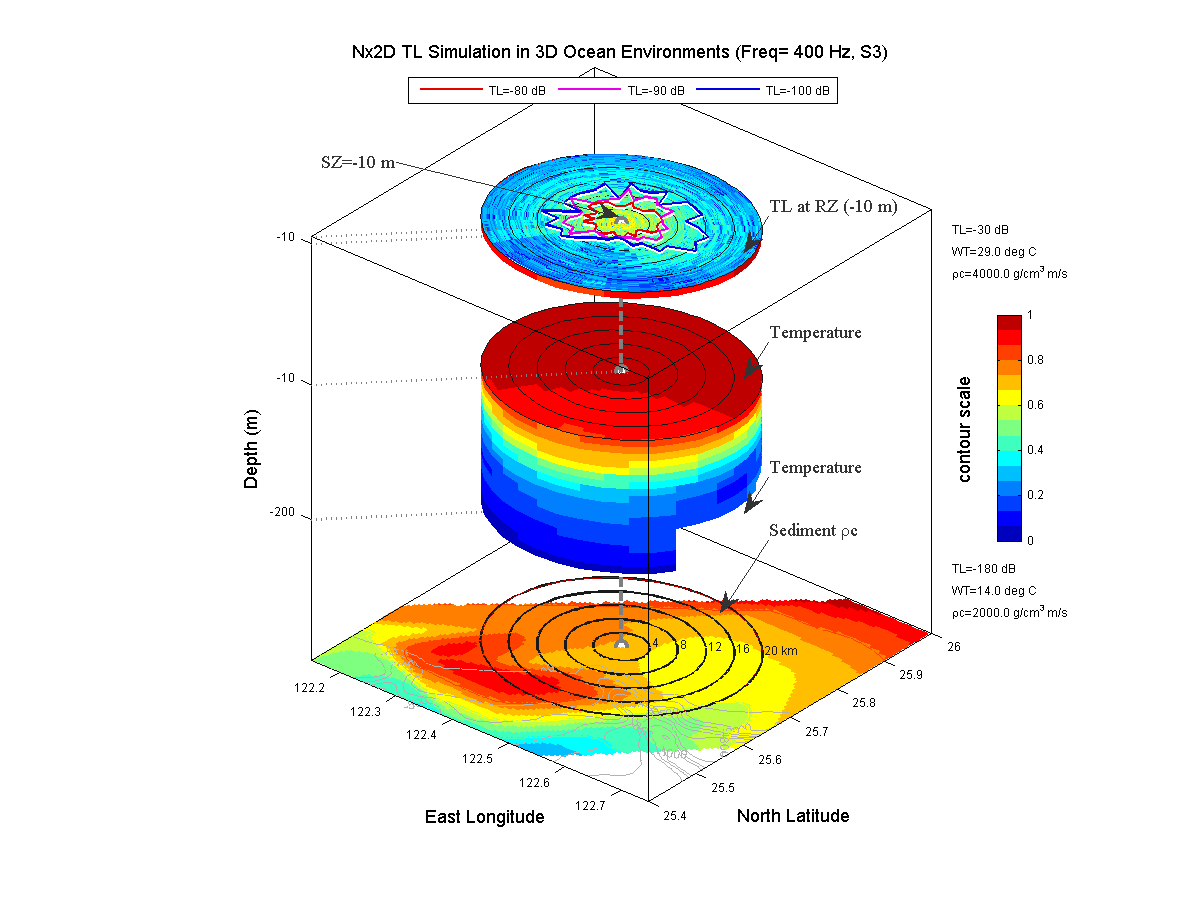 Nx2D TL Simulation in 3D Ocean Environments (Freq= 400 Hz, S3)
TL=-80 dB TL=-90 dB TL=-100 dB
SZ=-10 m
TL at RZ (-10 m)
-10
TL=-30 dB
WT=29.0 deg C
ρc=4000.0 g/cm³ m/s
Temperature
-10
Depth (m)
Temperature
-200
Sediment ρc
1
0.8
0.6
0.4
0.2
0
contour scale
TL=-180 dB
WT=14.0 deg C
ρc=2000.0 g/cm³ m/s
4 8 12 16 20 km
122.2
122.3
122.4
122.5
122.6
122.7
East Longitude
26
25.9
25.8
25.7
25.6
25.5
25.4
North Latitude